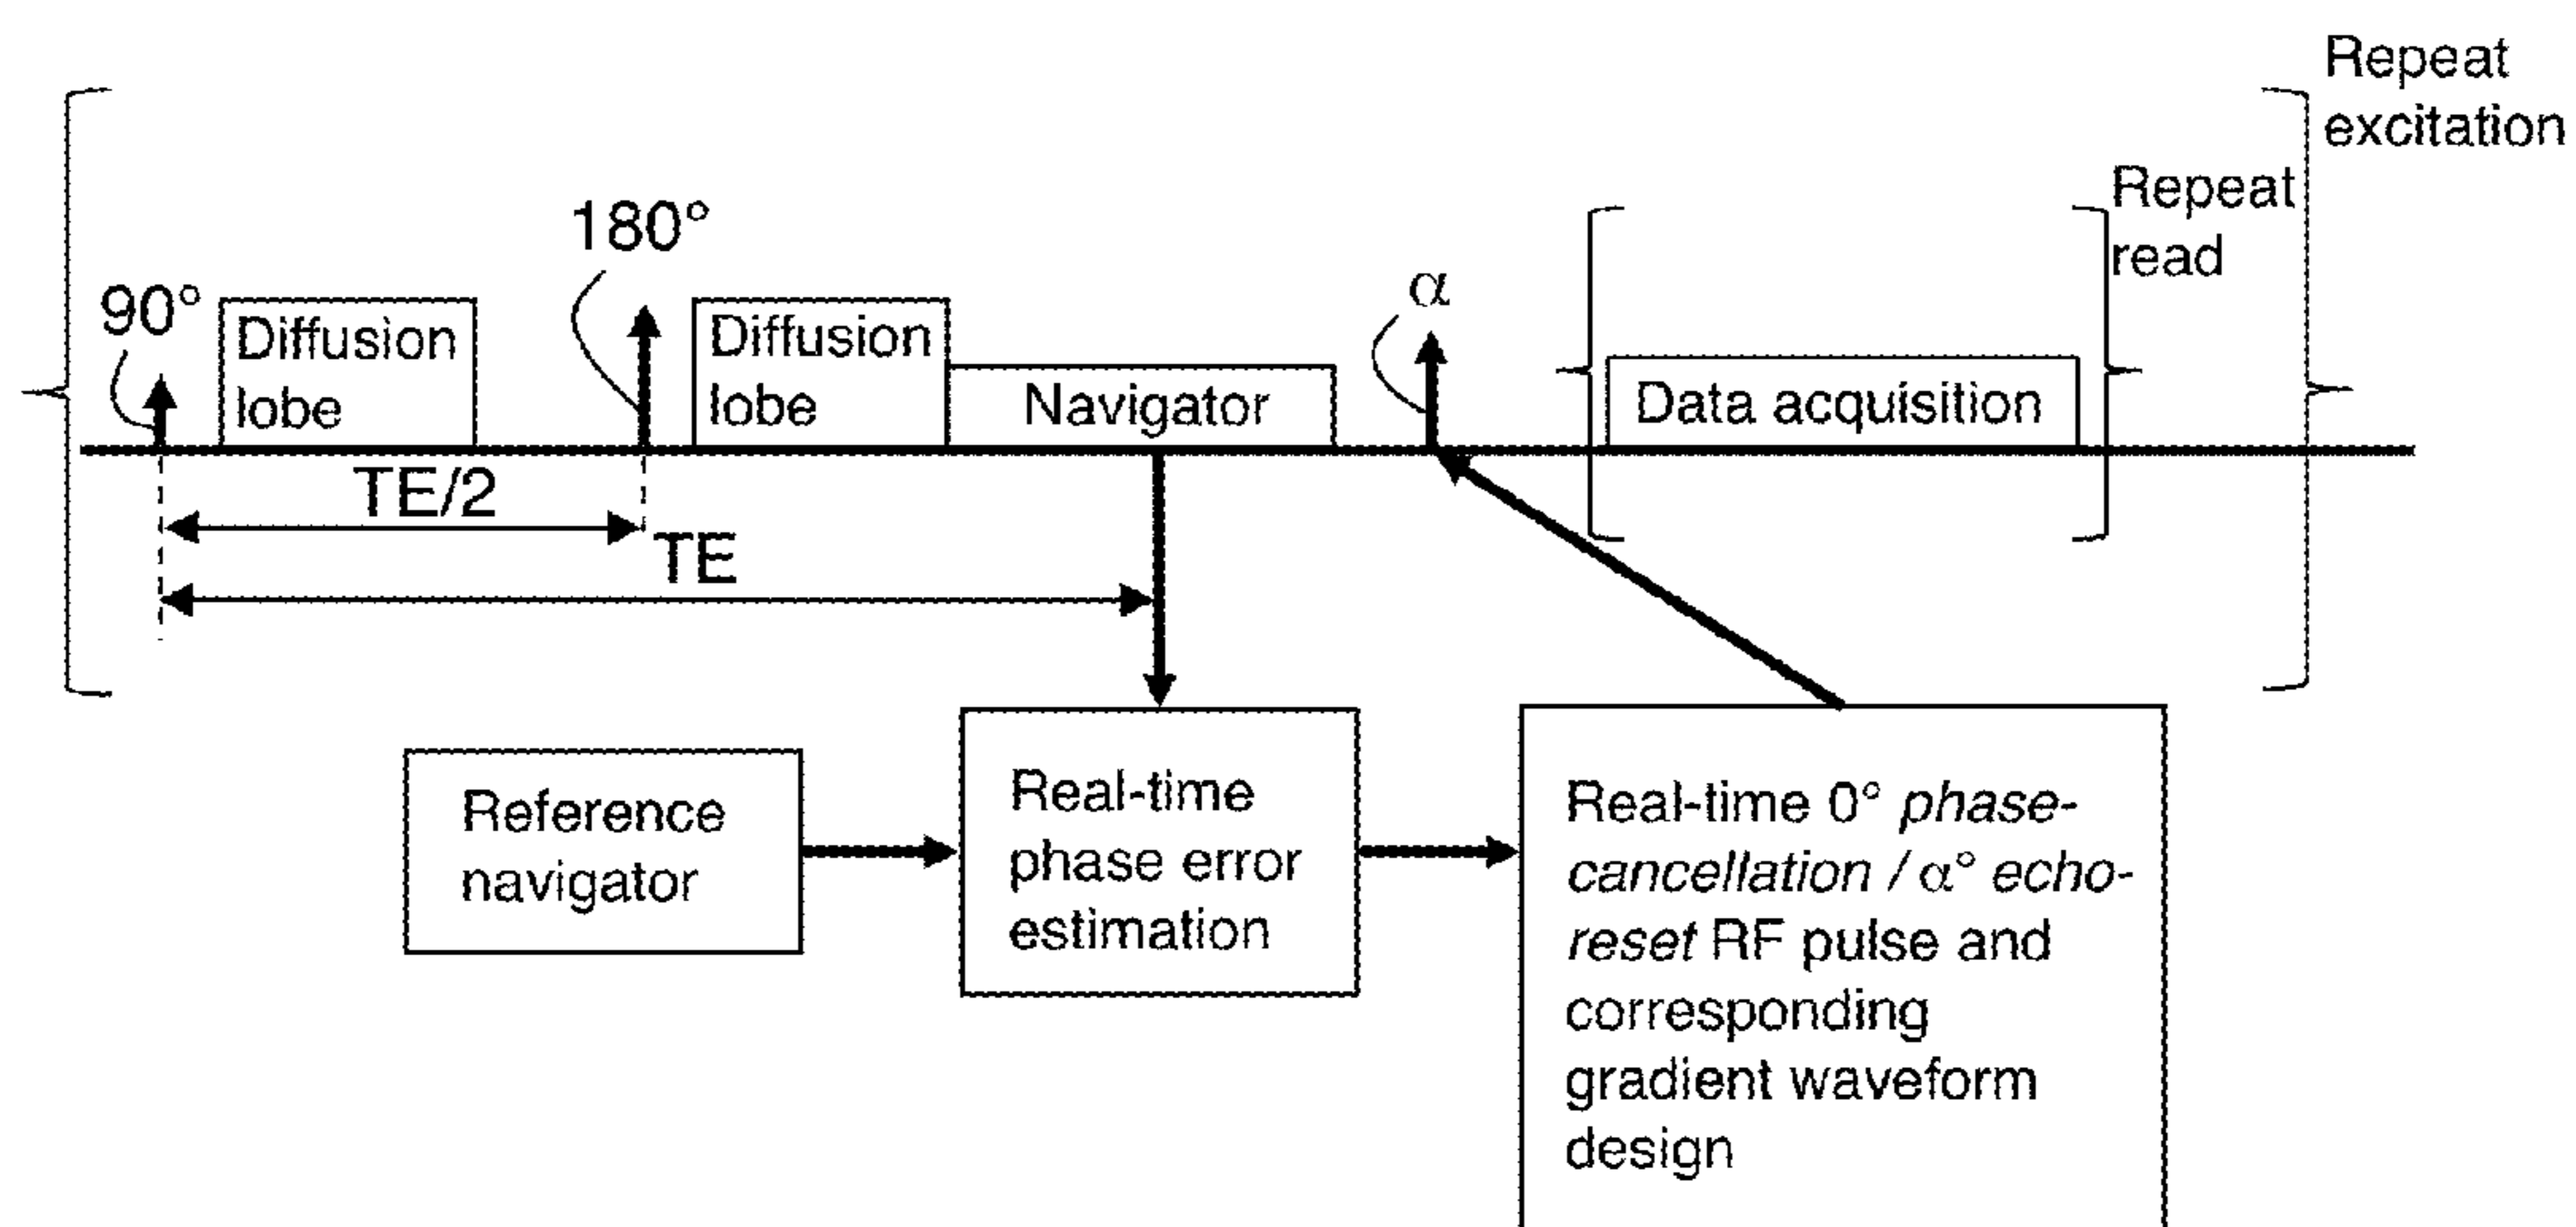 Repeat
excitation
Repeat
read
180°
α
90°
Diffusion
lobe
Diffusion
lobe
Navigator
Data acquisition
TE/2
TE
Reference
navigator
Real-time
phase error
estimation
Real-time 0° phase-
cancellation / α° echo-
reset RF pulse and
corresponding
gradient waveform
design